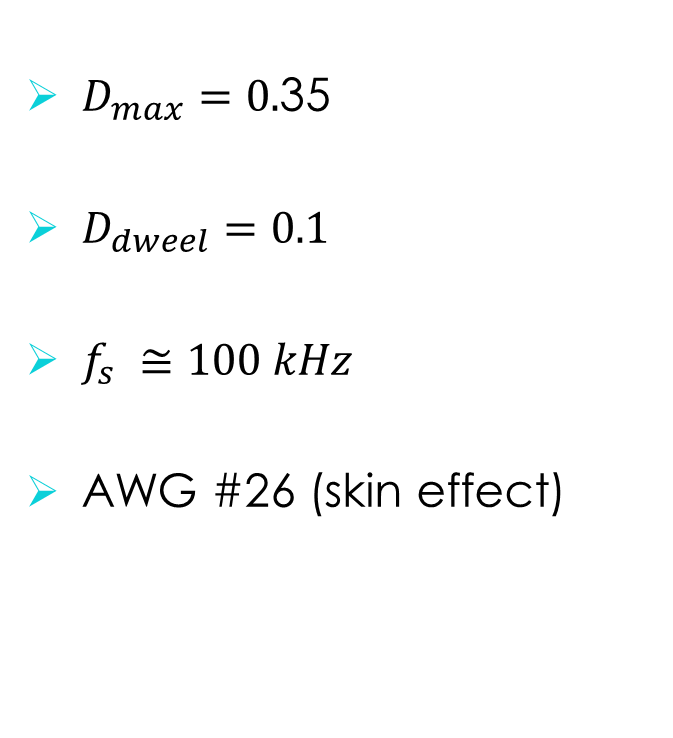 ➢ D_max = 0.35
➢ D_dweel = 0.1
➢ f_s ≅ 100 kHz
➢ AWG #26 (skin effect)